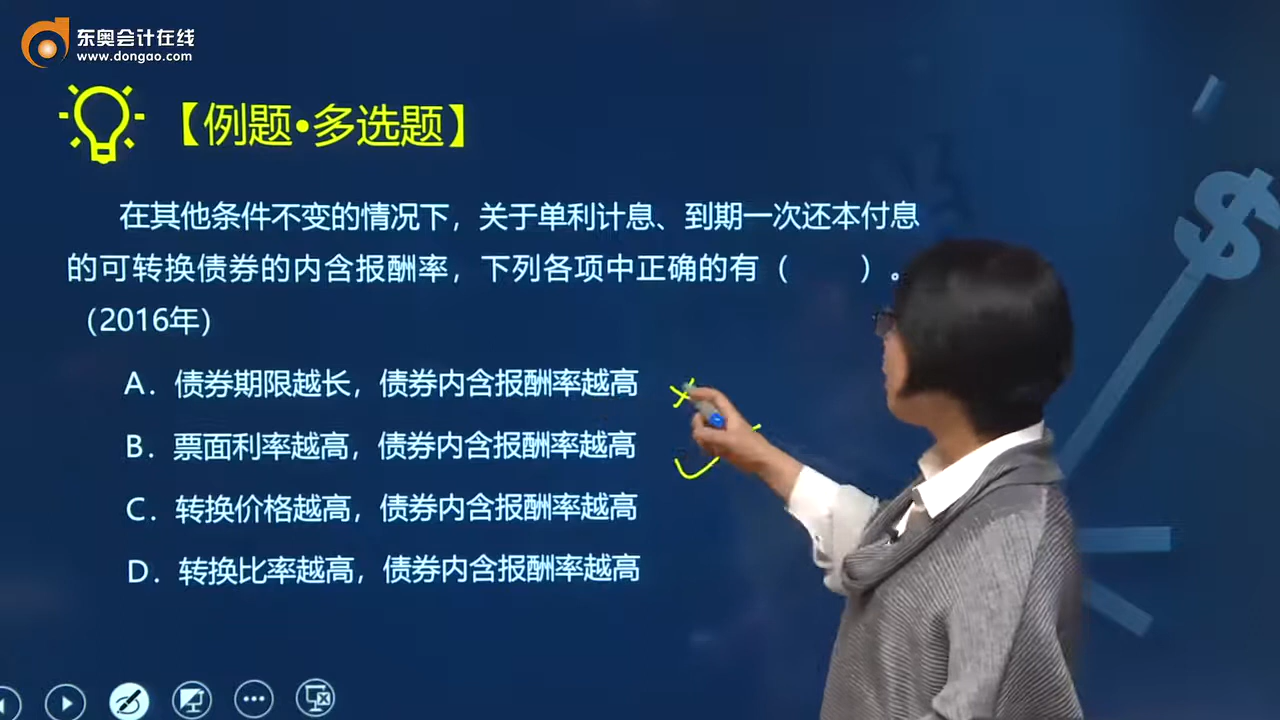 东奥会计在线
www.dongao.com
【例题•多选题】
在其他条件不变的情况下，关于单利计息、到期一次还本付息
的可转换债券的内含报酬率，下列各项中正确的有（　　）。
（2016年）
A．债券期限越长，债券内含报酬率越高
B．票面利率越高，债券内含报酬率越高
C．转换价格越高，债券内含报酬率越高
D．转换比率越高，债券内含报酬率越高